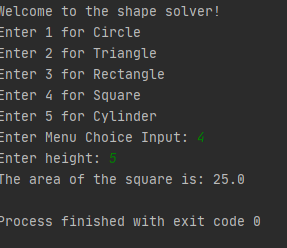 Welcome to the shape solver!
Enter 1 for Circle
Enter 2 for Triangle
Enter 3 for Rectangle
Enter 4 for Square
Enter 5 for Cylinder
Enter Menu Choice Input: 4
Enter height: 5
The area of the square is: 25.0
Process finished with exit code 0